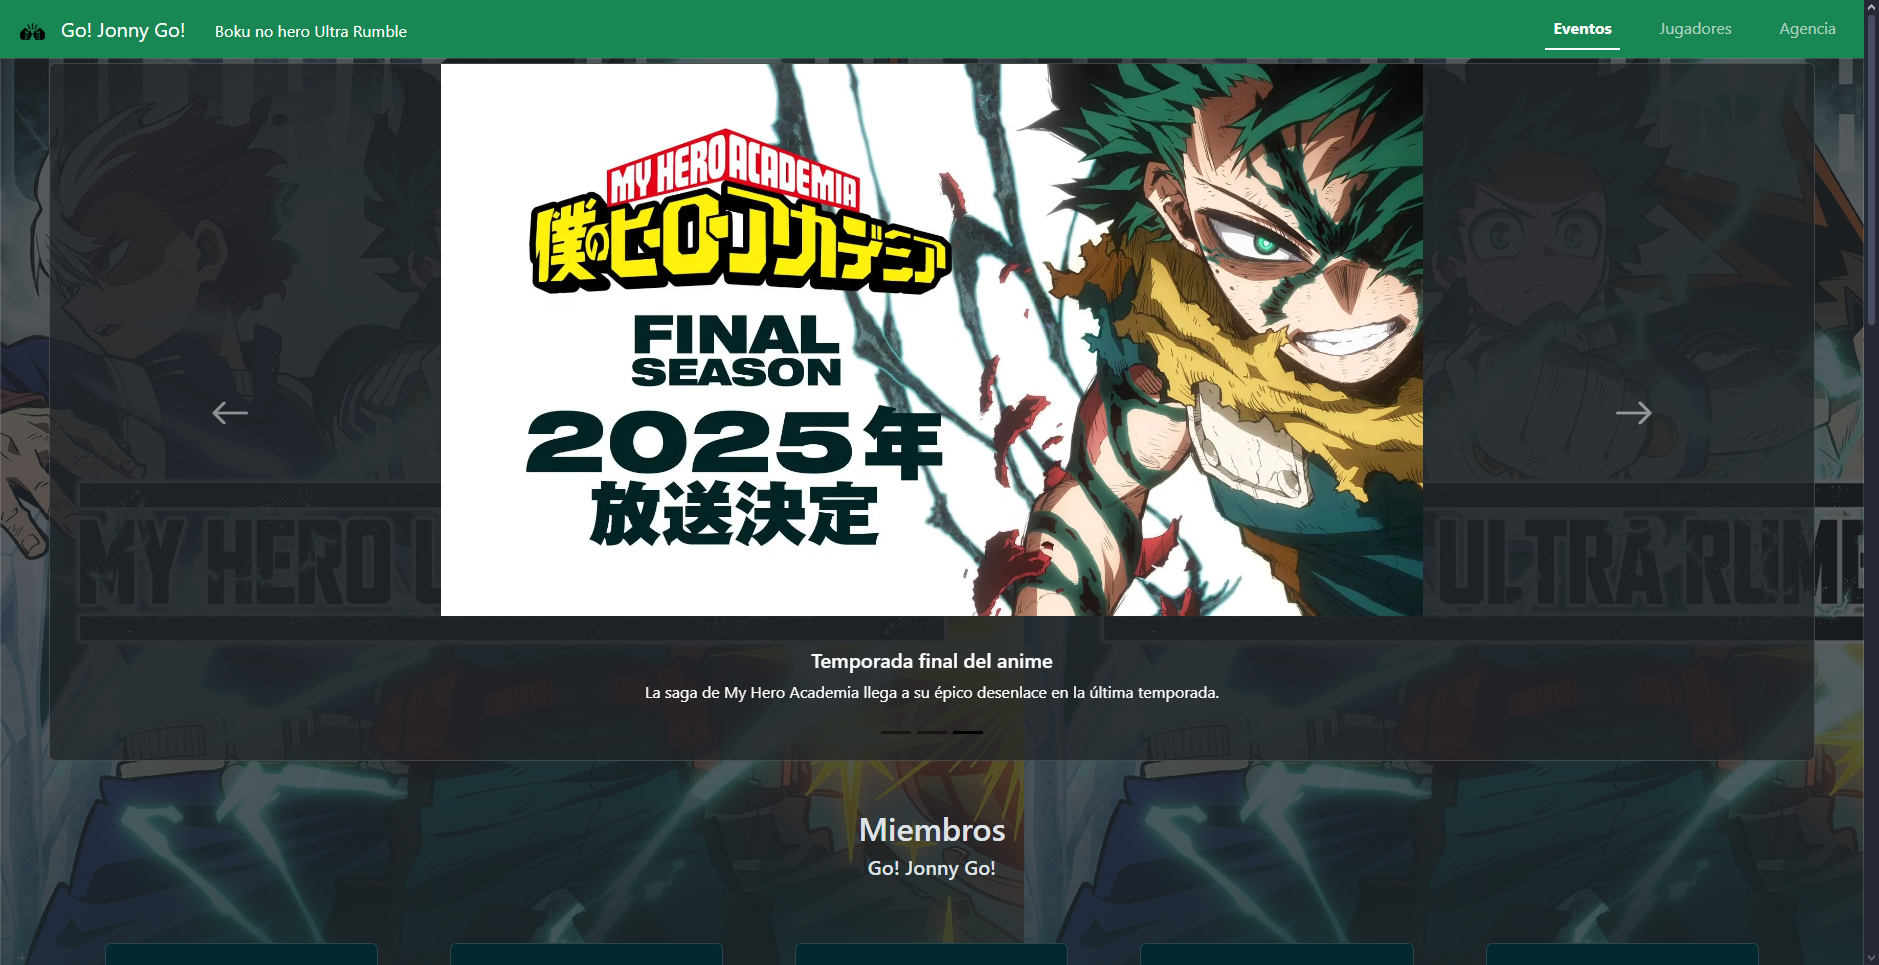 Go! Jonny Go!
Boku no hero Ultra Rumble
Eventos
Jugadores
Agencia
MY HERO ACADEMIA
僕のヒーローアカデミア
FINAL
SEASON
2025年
放送決定
MY HERO U
ULTRA RUM
Temporada final del anime
La saga de My Hero Academia llega a su épico desenlace en la última temporada.
Miembros
Go! Jonny Go!